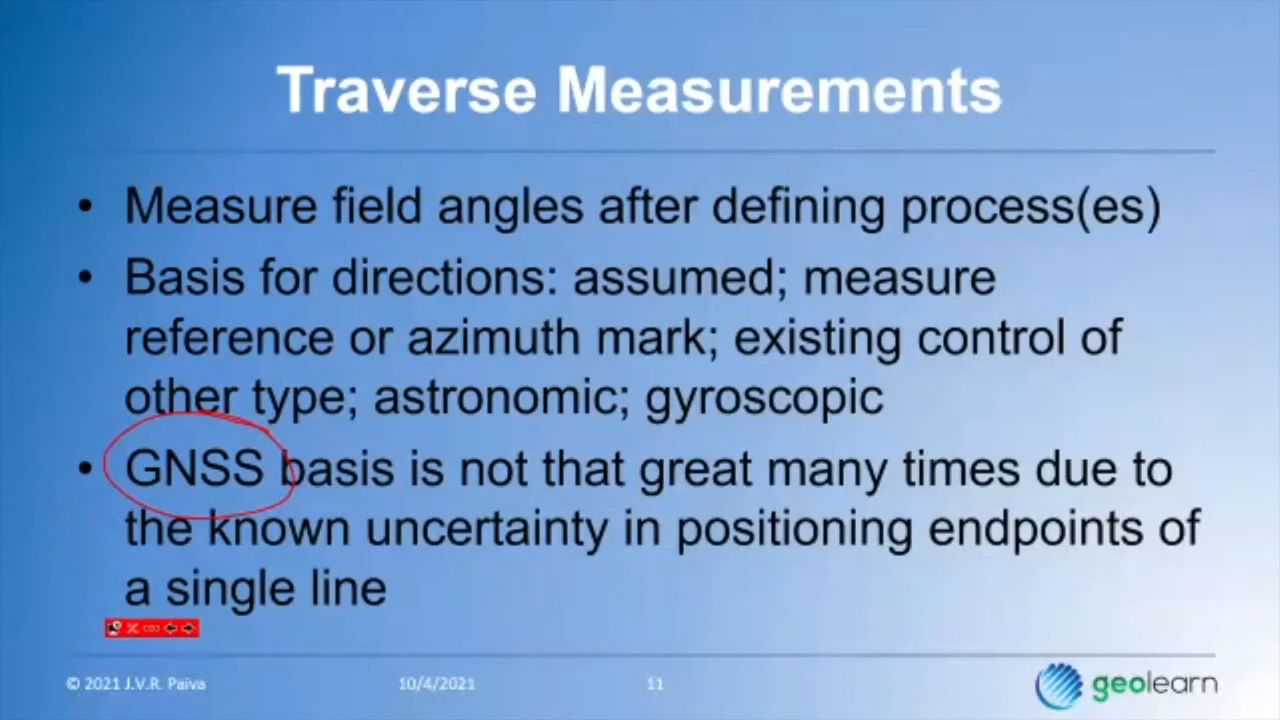 Traverse Measurements
• Measure field angles after defining process(es)
• Basis for directions: assumed; measure
reference or azimuth mark; existing control of
other type; astronomic; gyroscopic
• GNSS basis is not that great many times due to
the known uncertainty in positioning endpoints of
a single line
© 2021 J.V.R. Paiva
10/4/2021
11
geolearn